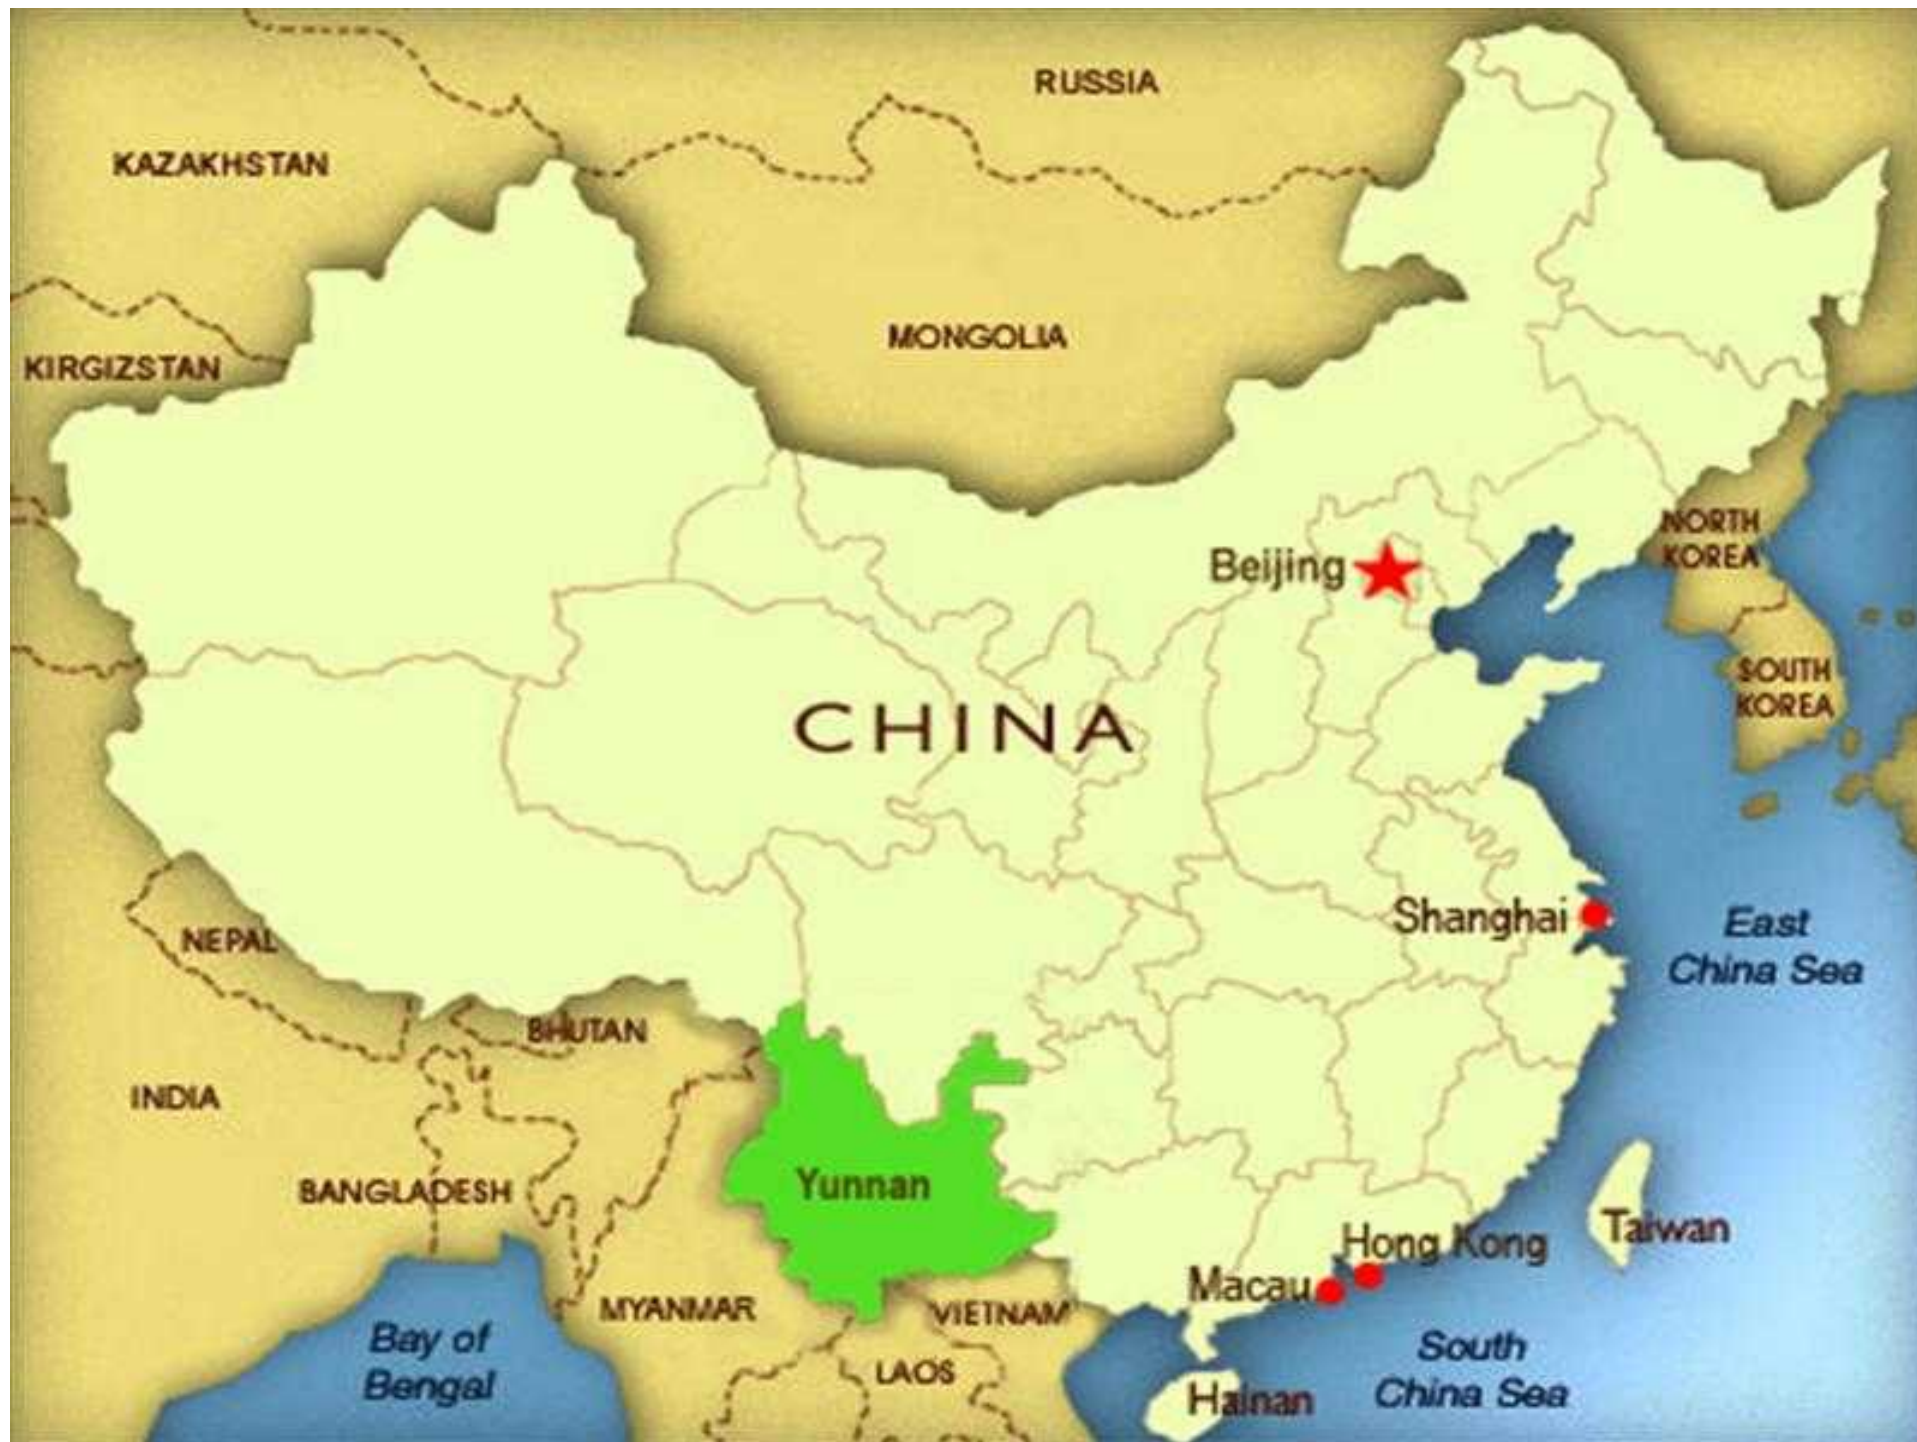 RUSSIA
KAZAKHSTAN
MONGOLIA
KIRGIZSTAN
NORTH
KOREA
Beijing
SOUTH
KOREA
CHINA
Shanghai
East
China Sea
NEPAL
BHUTAN
INDIA
BANGLADESH
Yunnan
Taiwan
Hong Kong
Macau
MYANMAR
VIETNAM
Bay of
Bengal
LAOS
South
China Sea
Hainan